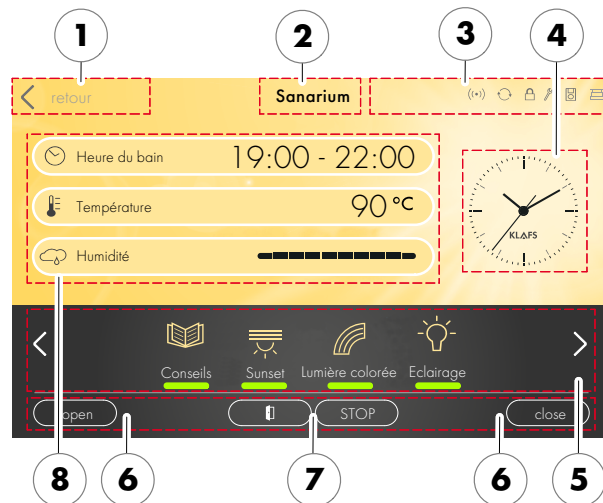 1 2 3 4
retour Sanarium
Heure du bain 19:00 - 22:00
Température 90 °C
KLAFS
Humidité
Conseils Sunset Lumière colorée Eclairage
open STOP close
8 6 7 6 5